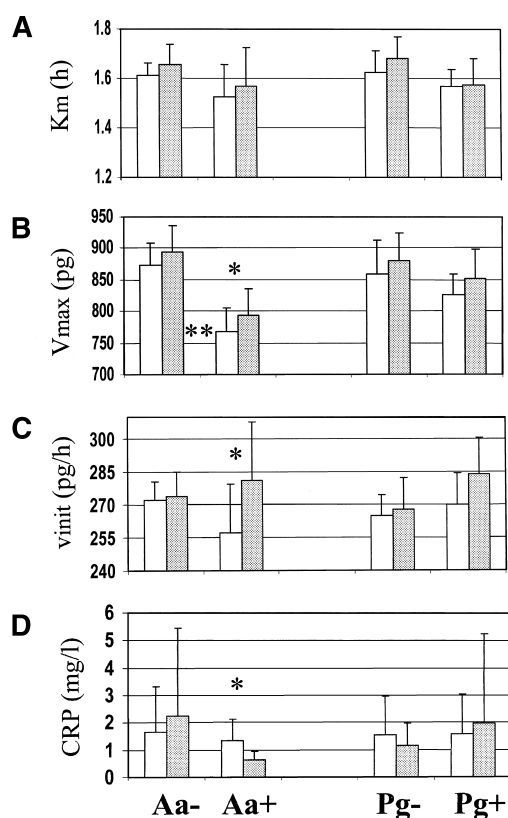 A
Km (h)
1.8
1.6
1.4
1.2
B
Vmax (pg)
950
900
850
800
750
700
*
**
C
vinit (pg/h)
300
285
270
255
240
*
D
CRP (mg/l)
6
5
4
3
2
1
0
*
Aa- Aa+ Pg- Pg+